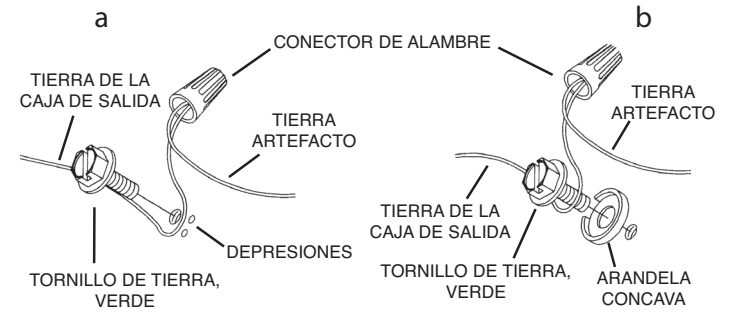 a
b
CONECTOR DE ALAMBRE
TIERRA DE LA
CAJA DE SALIDA
TIERRA
ARTEFACTO
DEPRESIONES
TORNILLO DE TIERRA,
VERDE
TIERRA
ARTEFACTO
TIERRA DE LA
CAJA DE SALIDA
TORNILLO DE TIERRA,
VERDE
ARANDELA
CONCAVA